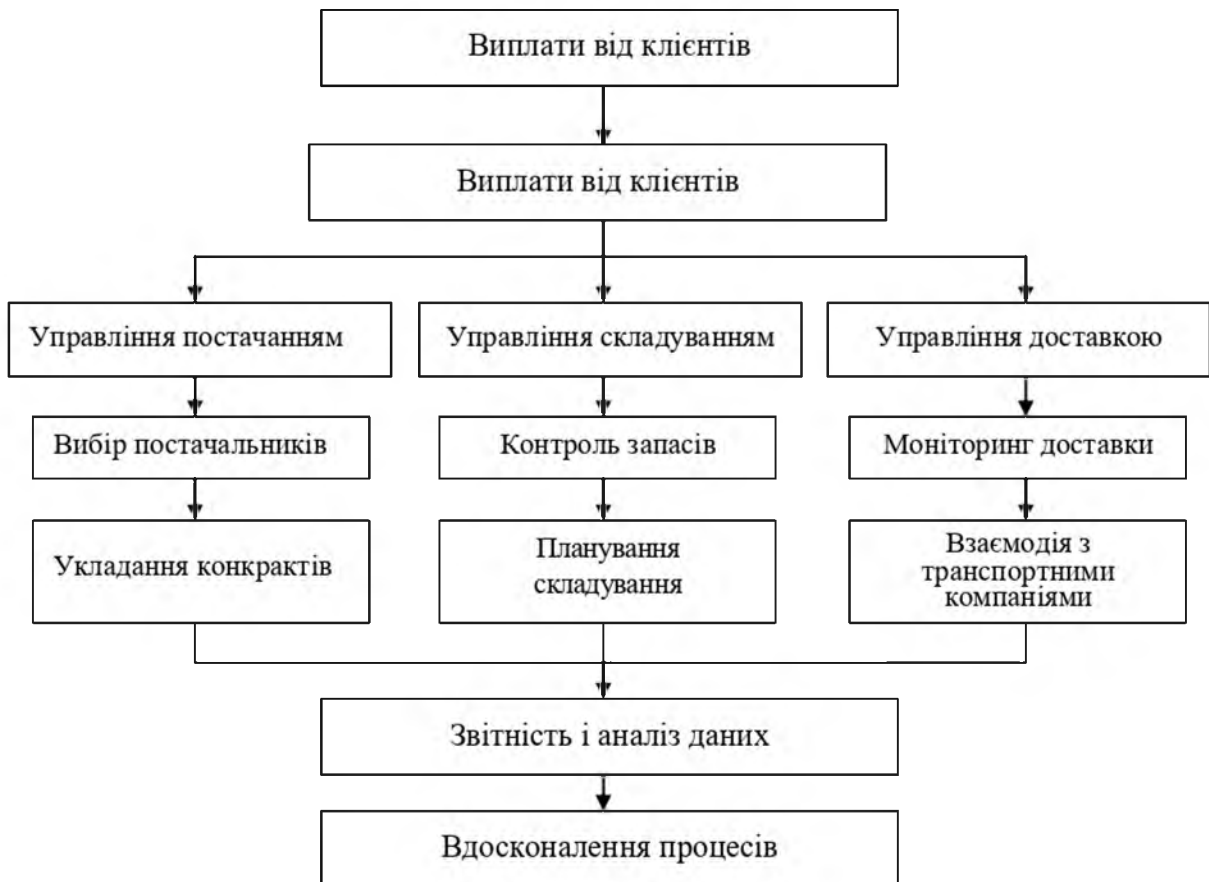 Виплати від клієнтів
Виплати від клієнтів
Управління постачанням
Управління складуванням
Управління доставкою
Вибір постачальників
Контроль запасів
Моніторинг доставки
Укладання конкрактів
Планування
складування
Взаємодія з
транспортними
компаніями
Звітність і аналіз даних
Вдосконалення процесів